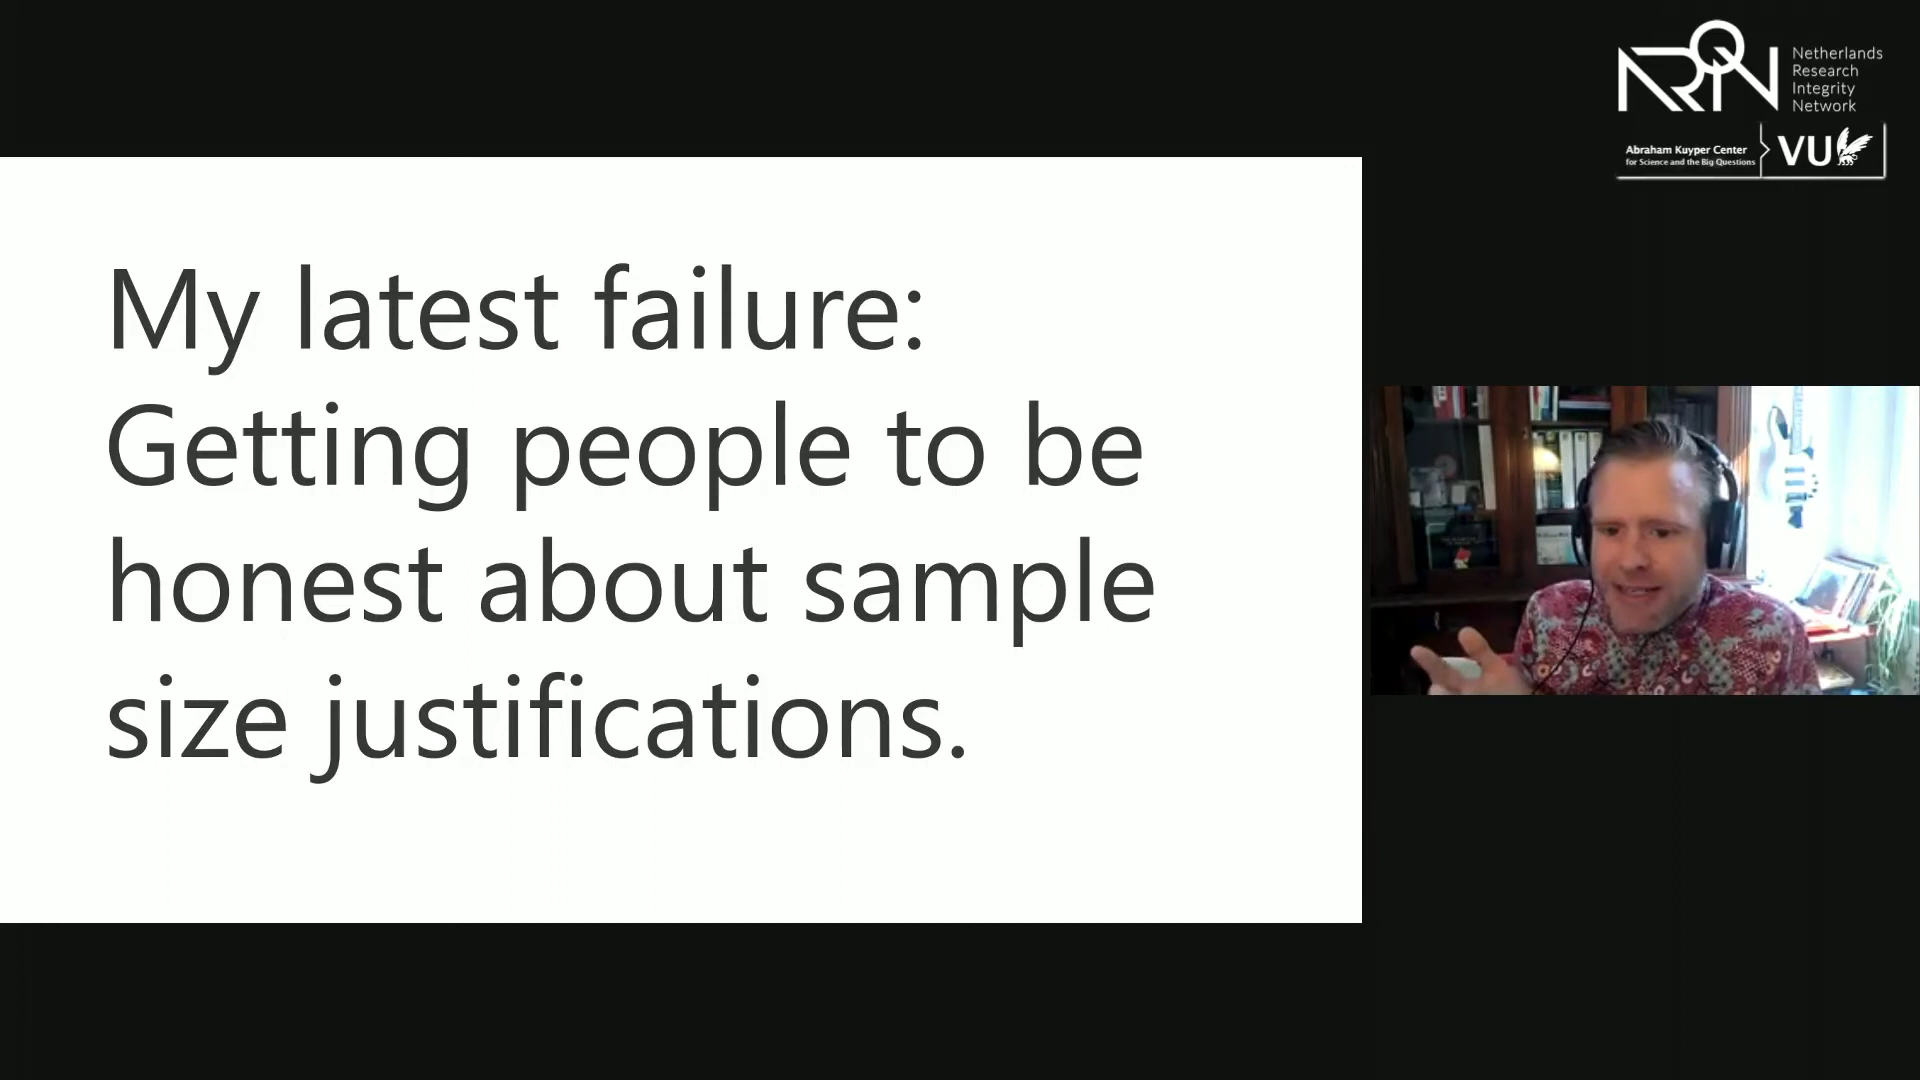 My latest failure:
Getting people to be
honest about sample
size justifications.
NRIN
Netherlands
Research
Integrity
Network
Abraham Kuyper Center
for Science and the Big Questions
VU